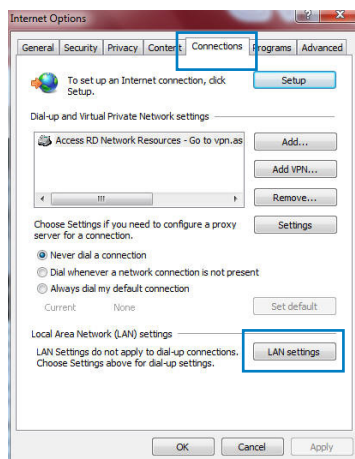 Internet Options
General Security Privacy Content Connections Programs Advanced
To set up an Internet connection, click Setup.
Setup
Dial-up and Virtual Private Network settings
Access RD Network Resources - Go to vpn.as
Add...
Add VPN...
Remove...
Choose Settings if you need to configure a proxy
server for a connection.
Settings
Never dial a connection
Dial whenever a network connection is not present
Always dial my default connection
Current None
Set default
Local Area Network (LAN) settings
LAN Settings do not apply to dial-up connections.
Choose Settings above for dial-up settings.
LAN settings
OK Cancel Apply